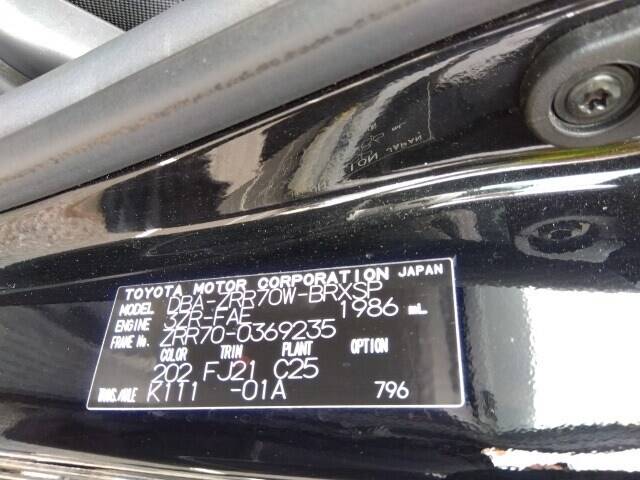 TOYOTA MOTOR CORPORATION JAPAN
MODEL DBA-ZRR70W-BRXSP
ENGINE 3ZR-FAE 1986 mL
FRAME No. ZRR70-0369235
COLOR TRIM PLANT OPTION
202 FJ21 C25
TRANS./AXLE K111 -01A 796